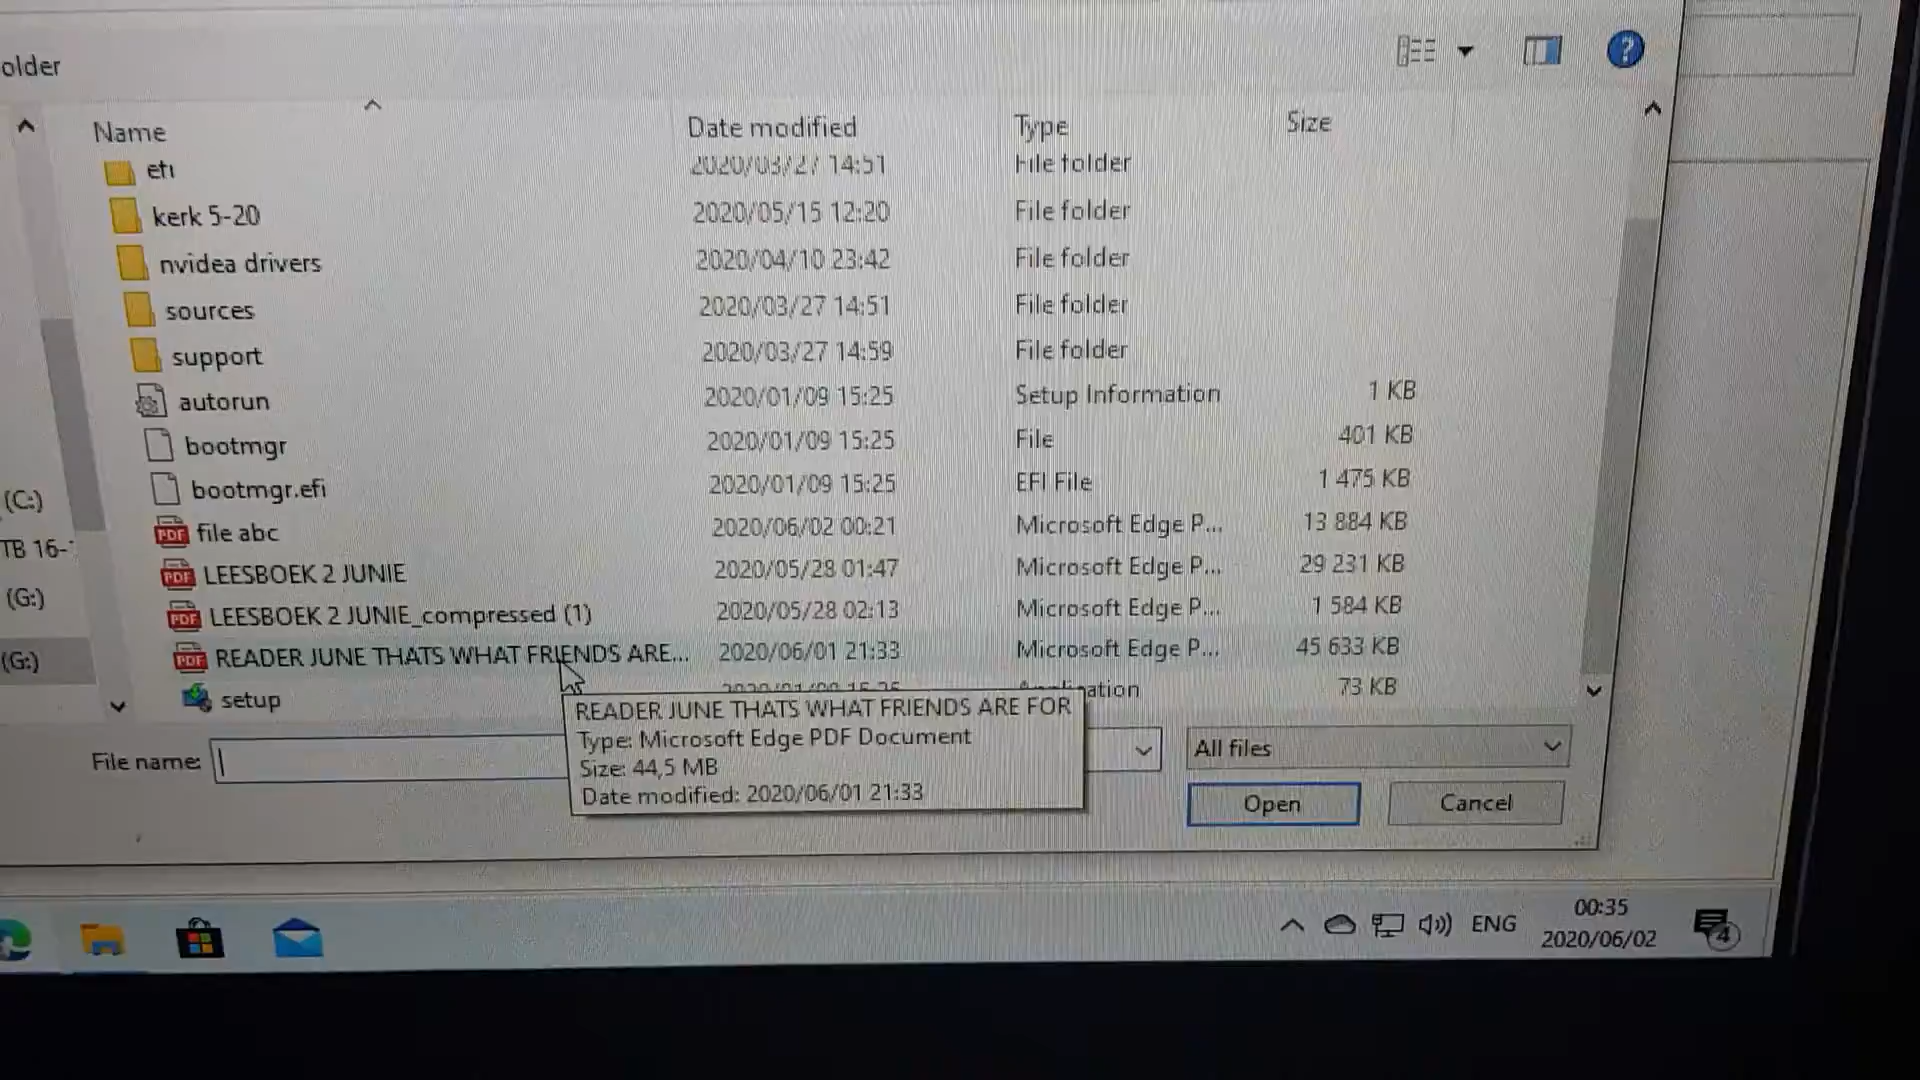 older
Name Date modified Type Size
efi 2020/03/27 14:51 File folder
kerk 5-20 2020/05/15 12:20 File folder
nvidea drivers 2020/04/10 23:42 File folder
sources 2020/03/27 14:51 File folder
support 2020/03/27 14:59 File folder
autorun 2020/01/09 15:25 Setup Information 1 KB
bootmgr 2020/01/09 15:25 File 401 KB
bootmgr.efi 2020/01/09 15:25 EFI File 1 475 KB
(C:)
PDF file abc 2020/06/02 00:21 Microsoft Edge P... 13 884 KB
TB 16-
PDF LEESBOEK 2 JUNIE 2020/05/28 01:47 Microsoft Edge P... 29 231 KB
(G:)
PDF LEESBOEK 2 JUNIE_compressed (1) 2020/05/28 02:13 Microsoft Edge P... 1 584 KB
(G:)
PDF READER JUNE THATS WHAT FRIENDS ARE... 2020/06/01 21:33 Microsoft Edge P... 45 633 KB
setup 73 KB
READER JUNE THATS WHAT FRIENDS ARE FOR
Type: Microsoft Edge PDF Document
Size: 44,5 MB
Date modified: 2020/06/01 21:33
File name:
All files
Open Cancel
ENG
00:35
2020/06/02
4